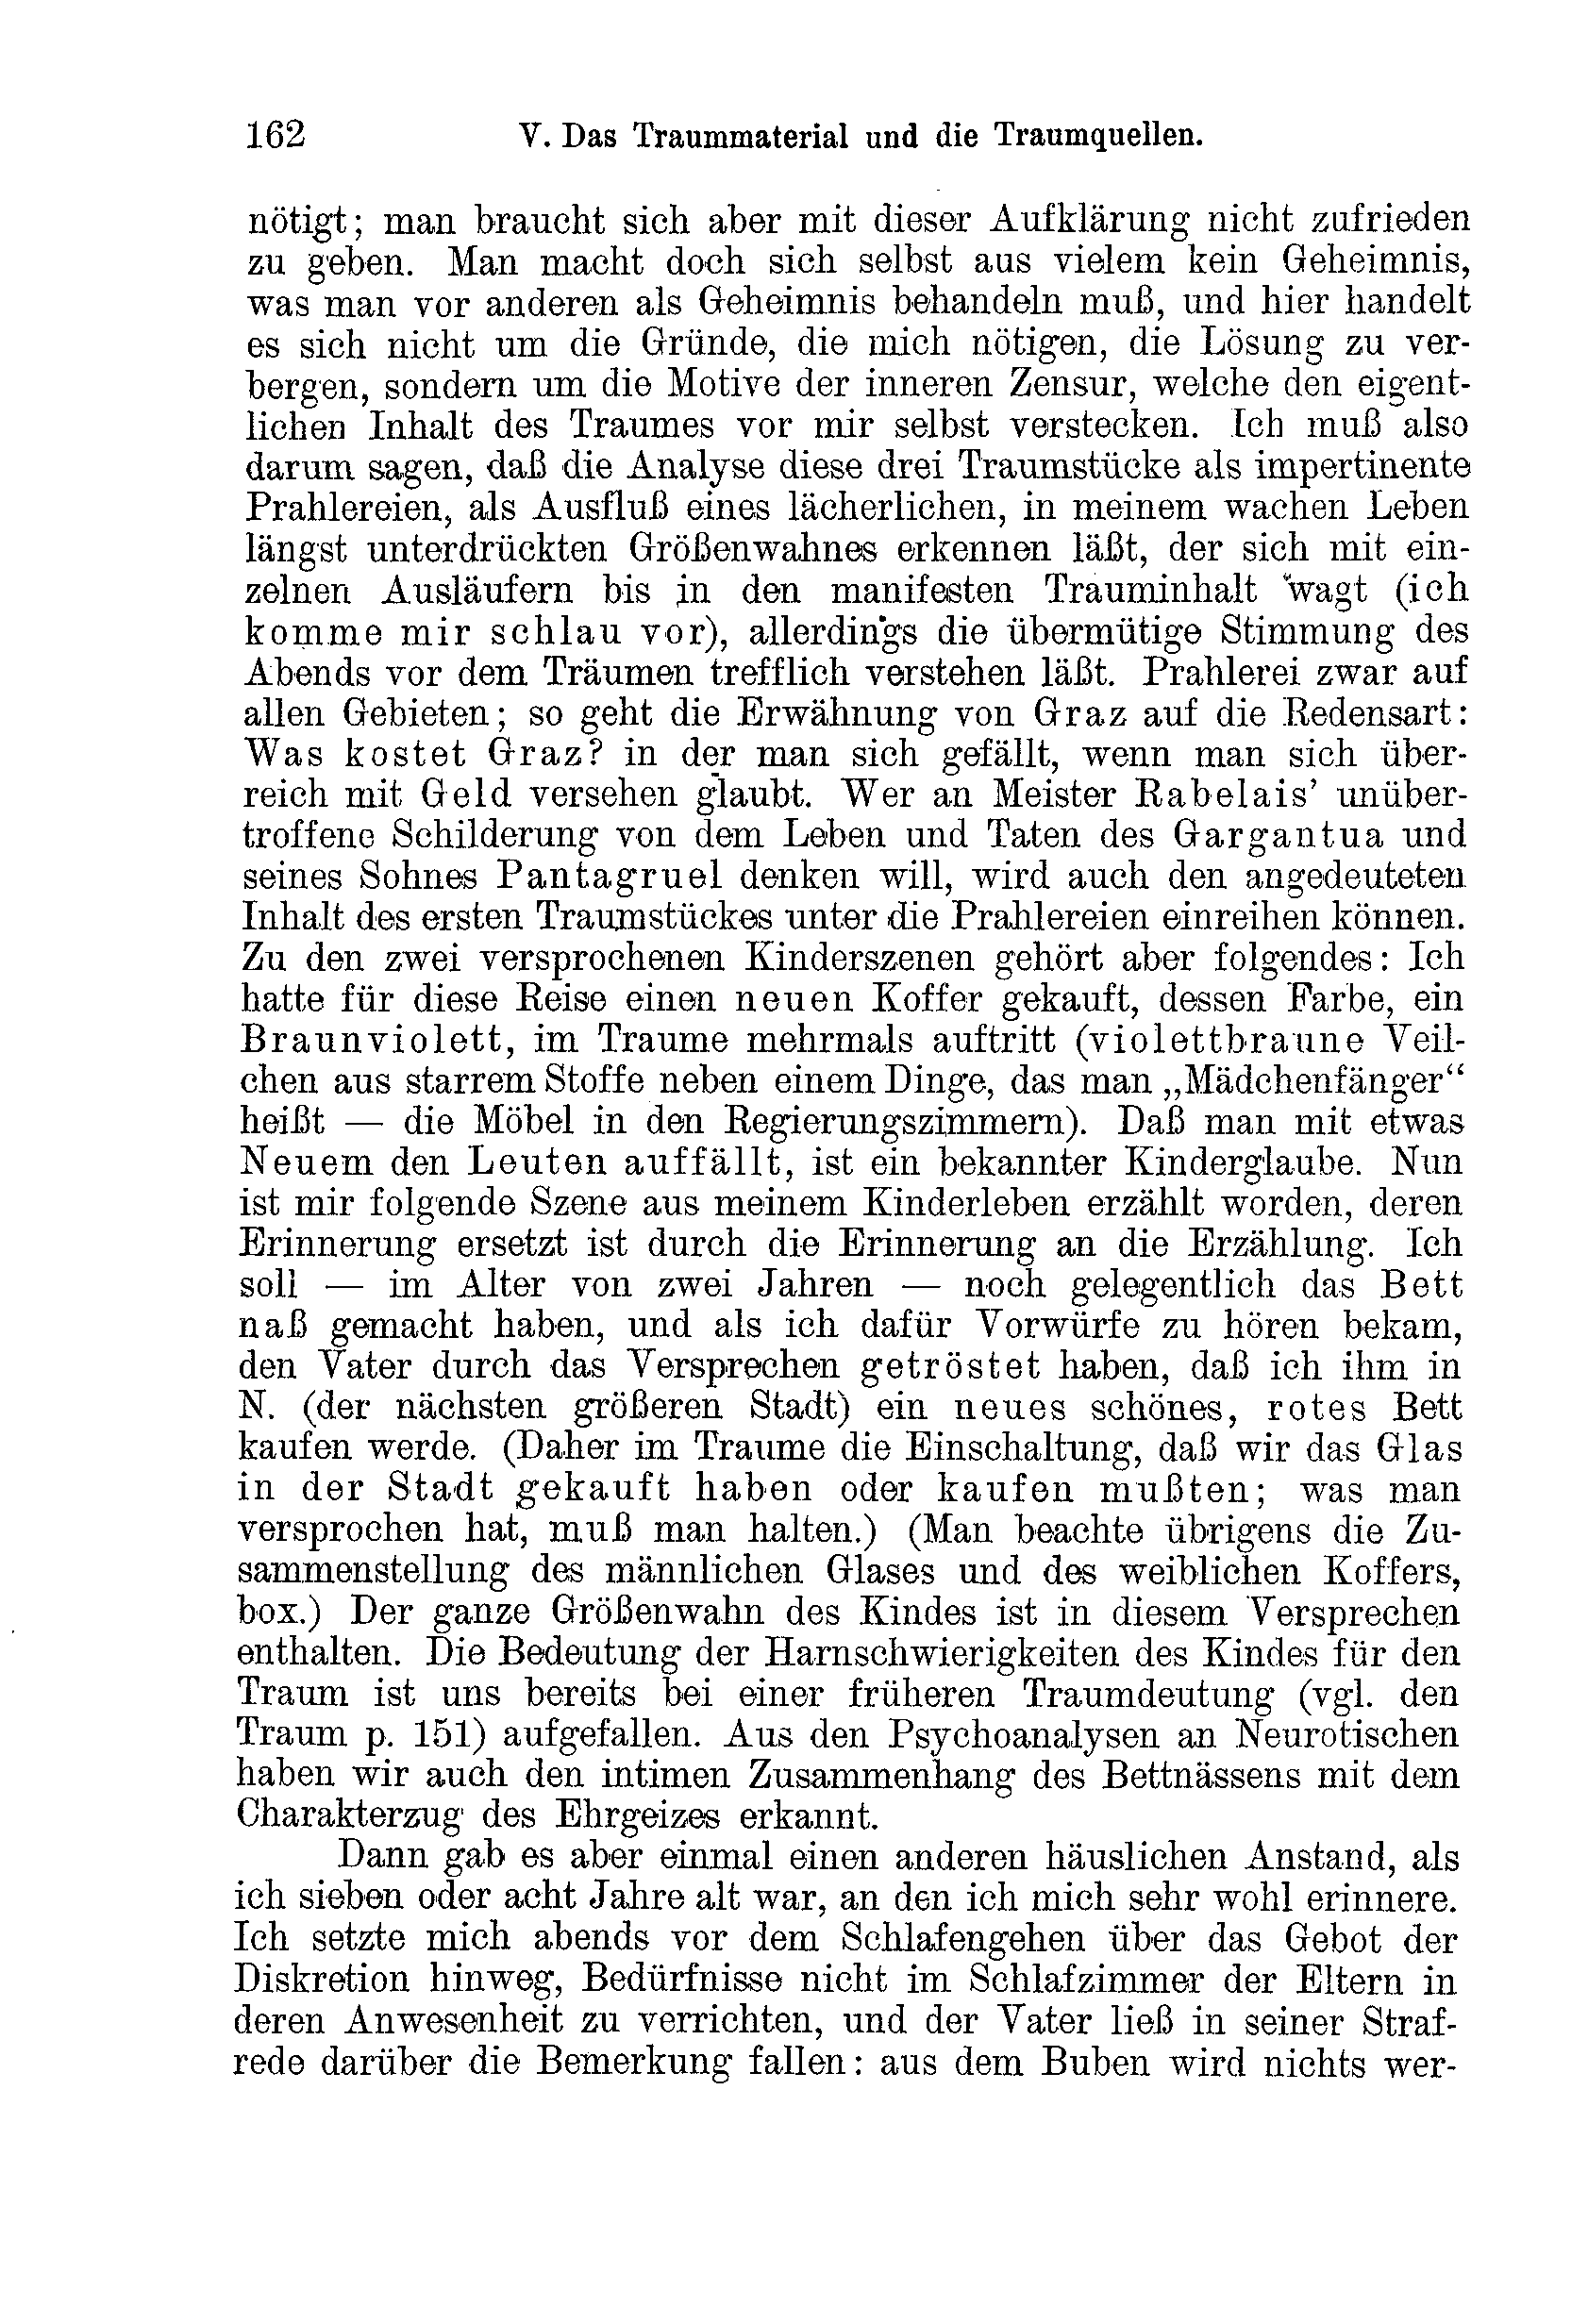 162 V. Das Traummaterial und die Traumquellen.
nötigt; man braucht sich aber mit dieser Aufklärung nicht zufrieden
zu geben. Man macht doch sich selbst aus vielem kein Geheimnis,
was man vor anderen als Geheimnis behandeln muß, und hier handelt
es sich nicht um die Gründe, die mich nötigen, die Lösung zu ver-
bergen, sondern um die Motive der inneren Zensur, welche den eigent-
lichen Inhalt des Traumes vor mir selbst verstecken. Ich muß also
darum sagen, daß die Analyse diese drei Traumstücke als impertinente
Prahlereien, als Ausfluß eines lächerlichen, in meinem wachen Leben
längst unterdrückten Größenwahnes erkennen läßt, der sich mit ein-
zelnen Ausläufern bis in den manifesten Trauminhalt wagt (ich
komme mir schlau vor), allerdings die übermütige Stimmung des
Abends vor dem Träumen trefflich verstehen läßt. Prahlerei zwar auf
allen Gebieten; so geht die Erwähnung von Graz auf die Redensart:
Was kostet Graz? in der man sich gefällt, wenn man sich über-
reich mit Geld versehen glaubt. Wer an Meister Rabelais’ unüber-
troffene Schilderung von dem Leben und Taten des Gargantua und
seines Sohnes Pantagruel denken will, wird auch den angedeuteten
Inhalt des ersten Traumstückes unter die Prahlereien einreihen können.
Zu den zwei versprochenen Kinderszenen gehört aber folgendes: Ich
hatte für diese Reise einen neuen Koffer gekauft, dessen Farbe, ein
Braunviolett, im Traume mehrmals auftritt (violettbraune Veil-
chen aus starrem Stoffe neben einem Dinge, das man „Mädchenfänger“
heißt — die Möbel in den Regierungszimmern). Daß man mit etwas
Neuem den Leuten auffällt, ist ein bekannter Kinderglaube. Nun
ist mir folgende Szene aus meinem Kinderleben erzählt worden, deren
Erinnerung ersetzt ist durch die Erinnerung an die Erzählung. Ich
soll — im Alter von zwei Jahren — noch gelegentlich das Bett
naß gemacht haben, und als ich dafür Vorwürfe zu hören bekam,
den Vater durch das Versprechen getröstet haben, daß ich ihm in
N. (der nächsten größeren Stadt) ein neues schönes, rotes Bett
kaufen werde. (Daher im Traume die Einschaltung, daß wir das Glas
in der Stadt gekauft haben oder kaufen mußten; was man
versprochen hat, muß man halten.) (Man beachte übrigens die Zu-
sammenstellung des männlichen Glases und des weiblichen Koffers,
box.) Der ganze Größenwahn des Kindes ist in diesem Versprechen
enthalten. Die Bedeutung der Harnschwierigkeiten des Kindes für den
Traum ist uns bereits bei einer früheren Traumdeutung (vgl. den
Traum p. 151) aufgefallen. Aus den Psychoanalysen an Neurotischen
haben wir auch den intimen Zusammenhang des Bettnässens mit dem
Charakterzug des Ehrgeizes erkannt.
Dann gab es aber einmal einen anderen häuslichen Anstand, als
ich sieben oder acht Jahre alt war, an den ich mich sehr wohl erinnere.
Ich setzte mich abends vor dem Schlafengehen über das Gebot der
Diskretion hinweg, Bedürfnisse nicht im Schlafzimmer der Eltern in
deren Anwesenheit zu verrichten, und der Vater ließ in seiner Straf-
rede darüber die Bemerkung fallen: aus dem Buben wird nichts wer-